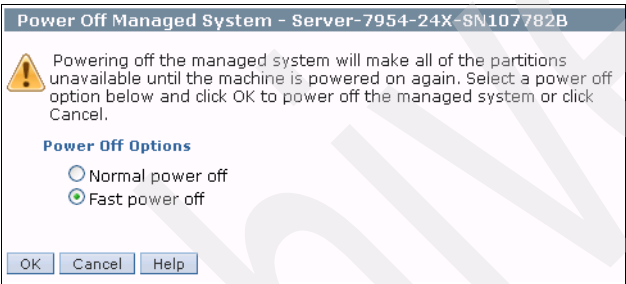 Power Off Managed System - Server-7954-24X-SN107782B
Powering off the managed system will make all of the partitions
unavailable until the machine is powered on again. Select a power off
option below and click OK to power off the managed system or click
Cancel.
Power Off Options
Normal power off
Fast power off
OK Cancel Help